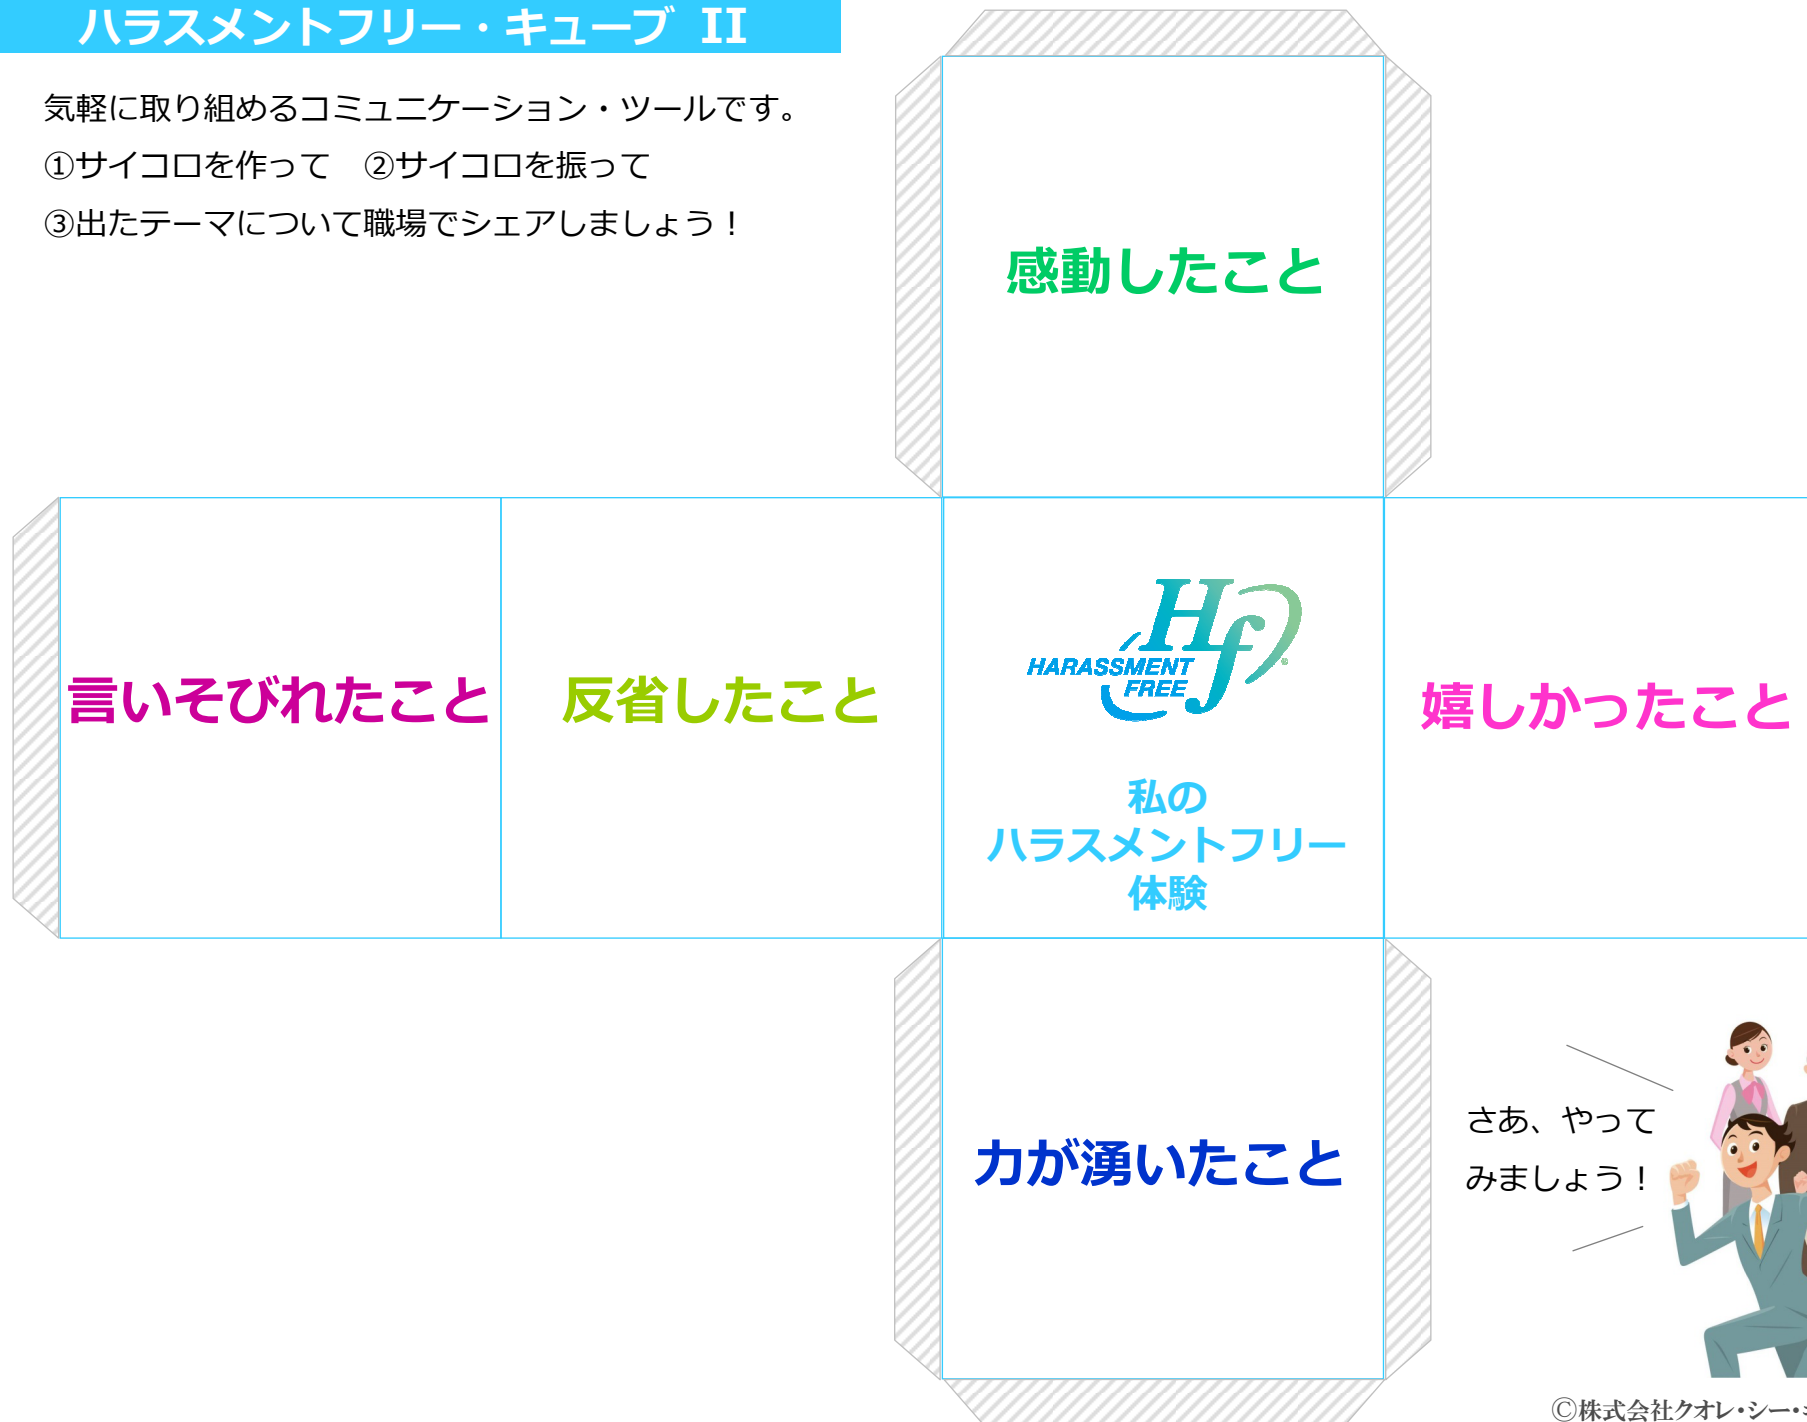 ハラスメントフリー・キューブ II
気軽に取り組めるコミュニケーション・ツールです。
①サイコロを作って　②サイコロを振って
③出たテーマについて職場でシェアしましょう！
感動したこと
言いそびれたこと
反省したこと
Hf
HARASSMENT
FREE
®
私の
ハラスメントフリー
体験
嬉しかったこと
力が湧いたこと
さあ、やって
みましょう！
©株式会社クオレ・シー・